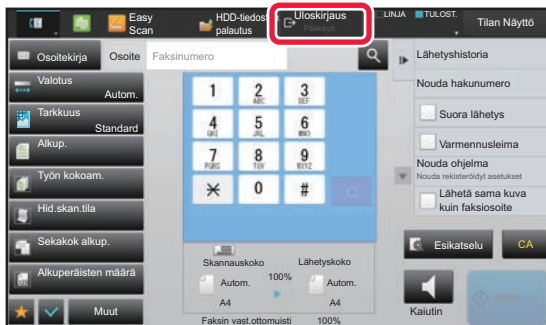 Easy
Scan
HDD-tiedost
palautus
Uloskirjaus
Pääkäytt.
LINJA
TULOST.
Tilan Näyttö
Osoitekirja
Osoite
Faksinumero
Lähetyshistoria
Valotus
Autom.
Nouda hakunumero
Tarkkuus
Standard
Suora lähetys
Alkup.
Varmennusleima
Työn kokoam.
Nouda ohjelma
Nouda rekisteröidyt asetukset
Hid.skan.tila
Lähetä sama kuva
kuin faksiosoite
1
2
ABC
3
DEF
4
GHI
5
JKL
6
MNO
7
PQRS
8
TUV
9
WXYZ
0
#
Sekakok alkup.
Esikatselu
CA
Skannauskoko
Lähetyskoko
Alkuperäisten määrä
Autom.
100%
Autom.
A4
A4
Muut
Kaiutin
Aloita
Faksin vast.ottomuisti
100%